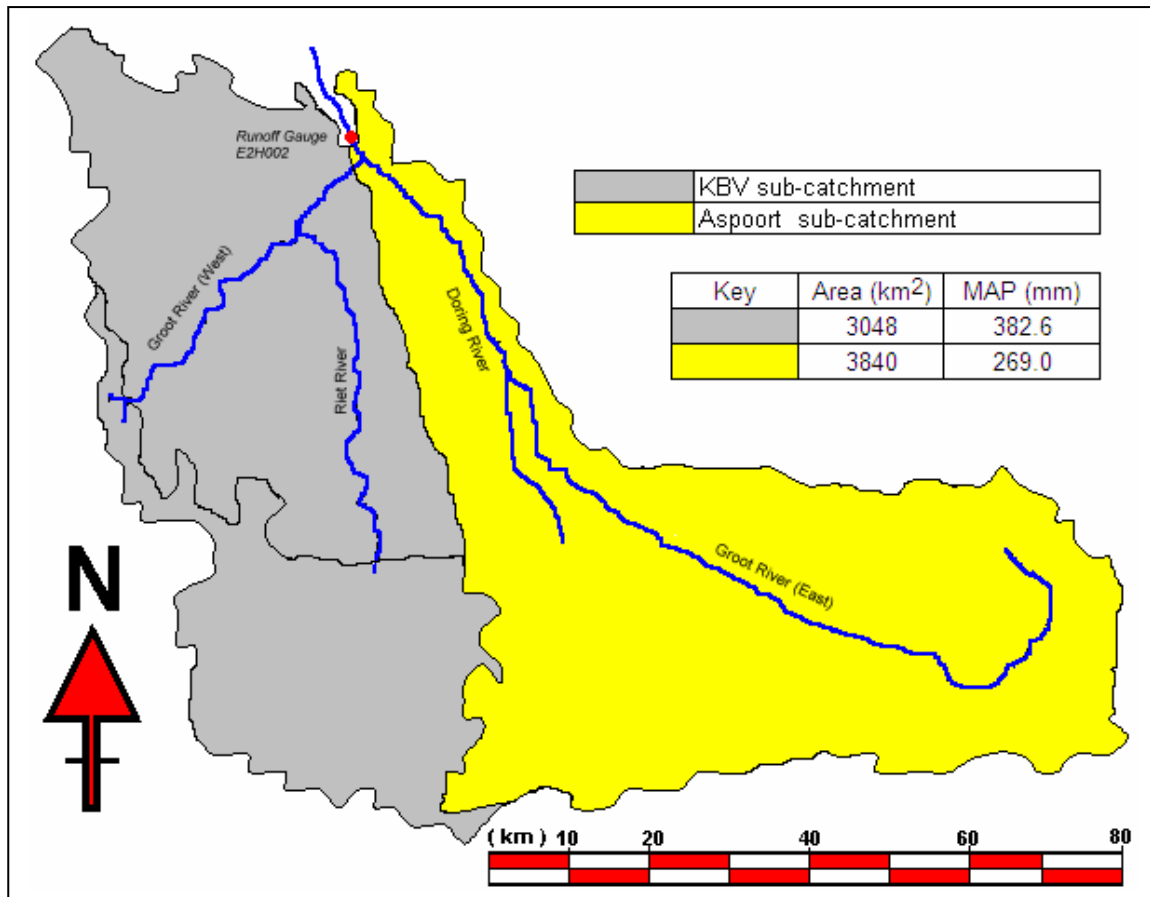 Runoff Gauge
E2H002
KBV sub-catchment
Aspoort sub-catchment
Key Area (km²) MAP (mm)
3048 382.6
3840 269.0
Groot River (West)
Riet River
Doring River
Groot River (East)
N
(km) 10 20 40 60 80